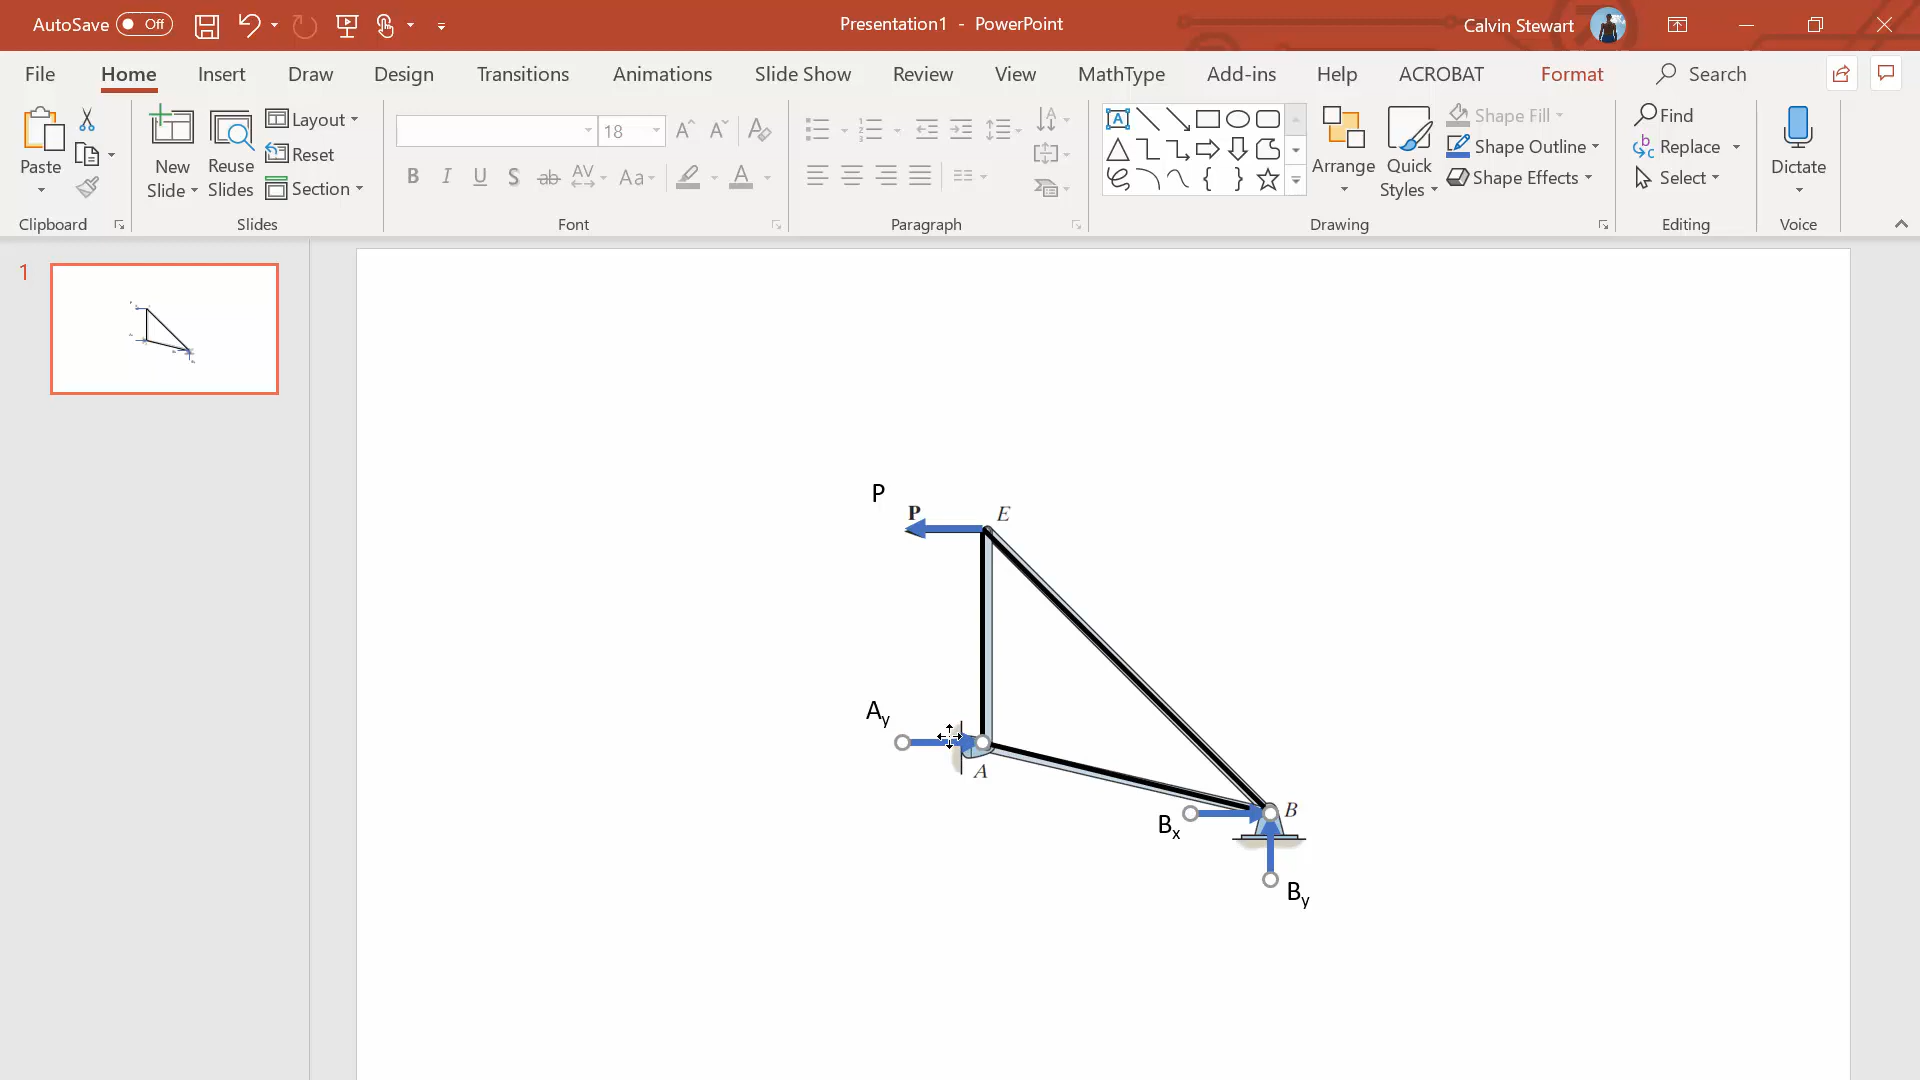 AutoSave Off
Presentation1 - PowerPoint
Calvin Stewart
File Home Insert Draw Design Transitions Animations Slide Show Review View MathType Add-ins Help ACROBAT Format Search
Paste
Clipboard
New Slide
Reuse Slides
Layout
Reset
Section
Slides
18
B I U S ab AV Aa A
Font
Paragraph
Arrange
Quick Styles
Shape Fill
Shape Outline
Shape Effects
Drawing
Find
Replace
Select
Editing
Dictate
Voice
1
P
P E
Ay
A
Bx
B
By